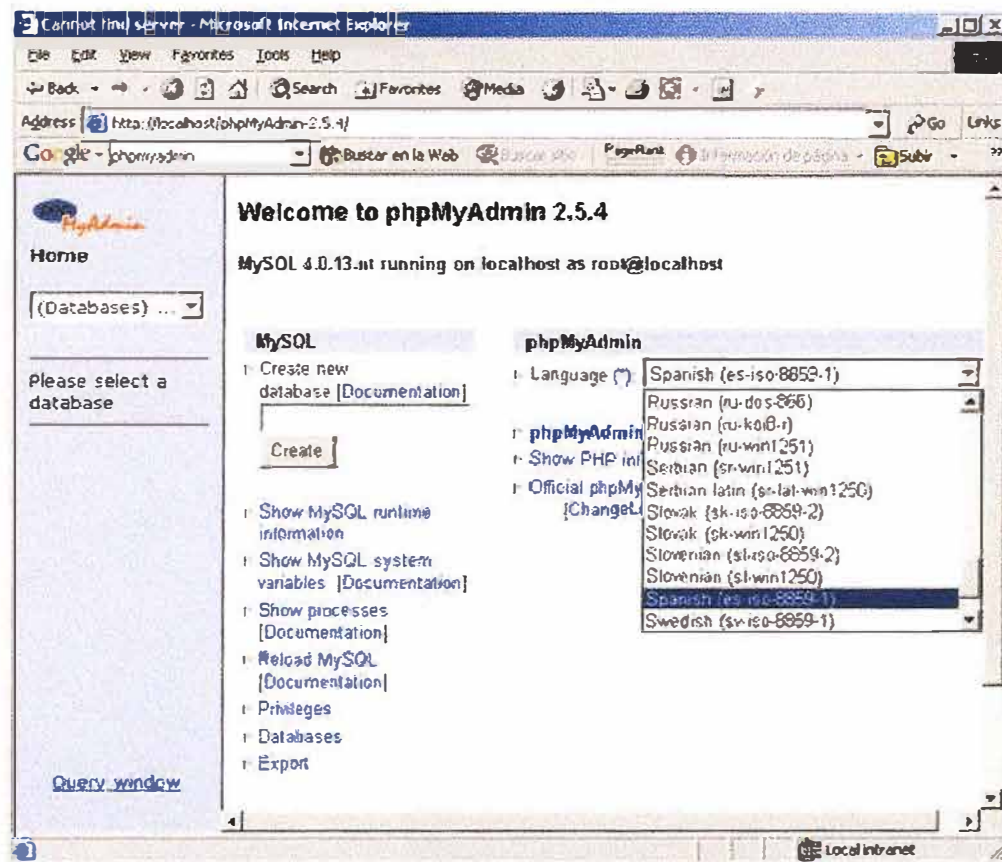 Cannot find server - Microsoft Internet Explorer
File Edit View Favorites Tools Help
Back Search Favorites Media
Address http://localhost/phpMyAdmin-2.5.4/ Go Links
Google - phpmyadmin Buscar en la Web PageRank Información de página Subir »
MyAdmin
Home
(Databases) ...
Please select a
database
Query window
Welcome to phpMyAdmin 2.5.4
MySQL 4.0.13-nt running on localhost as root@localhost
MySQL
Create new
database [Documentation]
Create
Show MySQL runtime
information
Show MySQL system
variables [Documentation]
Show processes
[Documentation]
Reload MySQL
[Documentation]
Privileges
Databases
Export
phpMyAdmin
Language (*) Spanish (es-iso-8859-1)
phpMyAdmin
Show PHP inf
Official phpMy
[ChangeL
Russian (ru-dos-866)
Russian (ru-koi8-r)
Russian (ru-win1251)
Serbian (sr-win1251)
Serbian latin (sr-lat-win1250)
Slovak (sk-iso-8859-2)
Slovak (sk-win1250)
Slovenian (sl-iso-8859-2)
Slovenian (sl-win1250)
Spanish (es-iso-8859-1)
Swedish (sv-iso-8859-1)
Local intranet